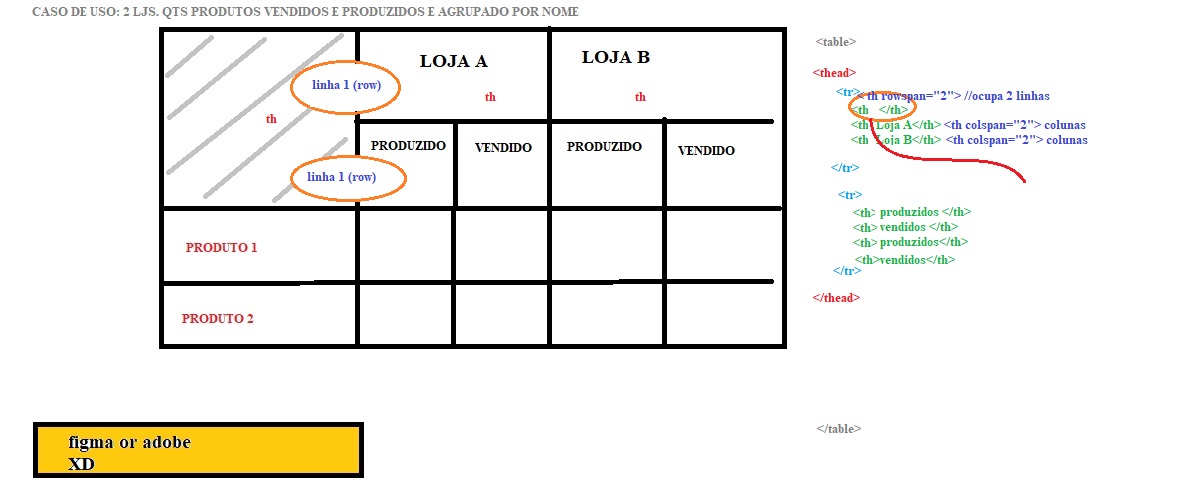 CASO DE USO: 2 LJS. QTS PRODUTOS VENDIDOS E PRODUZIDOS E AGRUPADO POR NOME
LOJA A
LOJA B
linha 1 (row)
th
th
th
PRODUZIDO
VENDIDO
PRODUZIDO
VENDIDO
linha 1 (row)
PRODUTO 1
PRODUTO 2
<table>
<thead>
<tr>
<th rowspan="2"> //ocupa 2 linhas
<th </th>
<th Loja A</th> <th colspan="2"> colunas
<th Loja B</th> <th colspan="2"> colunas
</tr>
<tr>
<th> produzidos </th>
<th> vendidos </th>
<th> produzidos</th>
<th>vendidos</th>
</tr>
</thead>
</table>
figma or adobe
XD